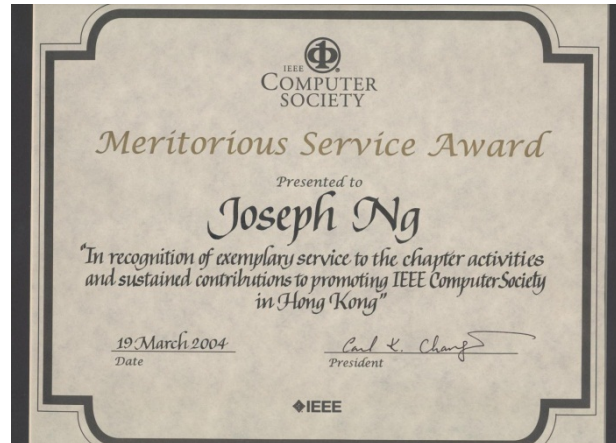 IEEE
COMPUTER
SOCIETY
Meritorious Service Award
Presented to
Joseph Ng
"In recognition of exemplary service to the chapter activities
and sustained contributions to promoting IEEE Computer Society
in Hong Kong"
19 March 2004 Carl K. Chang
Date President
IEEE